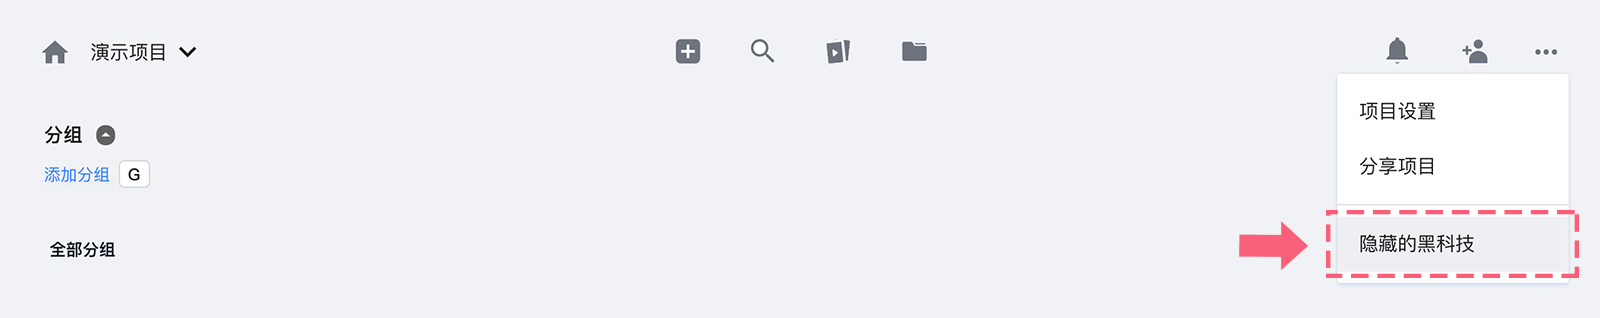 演示项目
项目设置
分组
分享项目
添加分组 G
隐藏的黑科技
全部分组